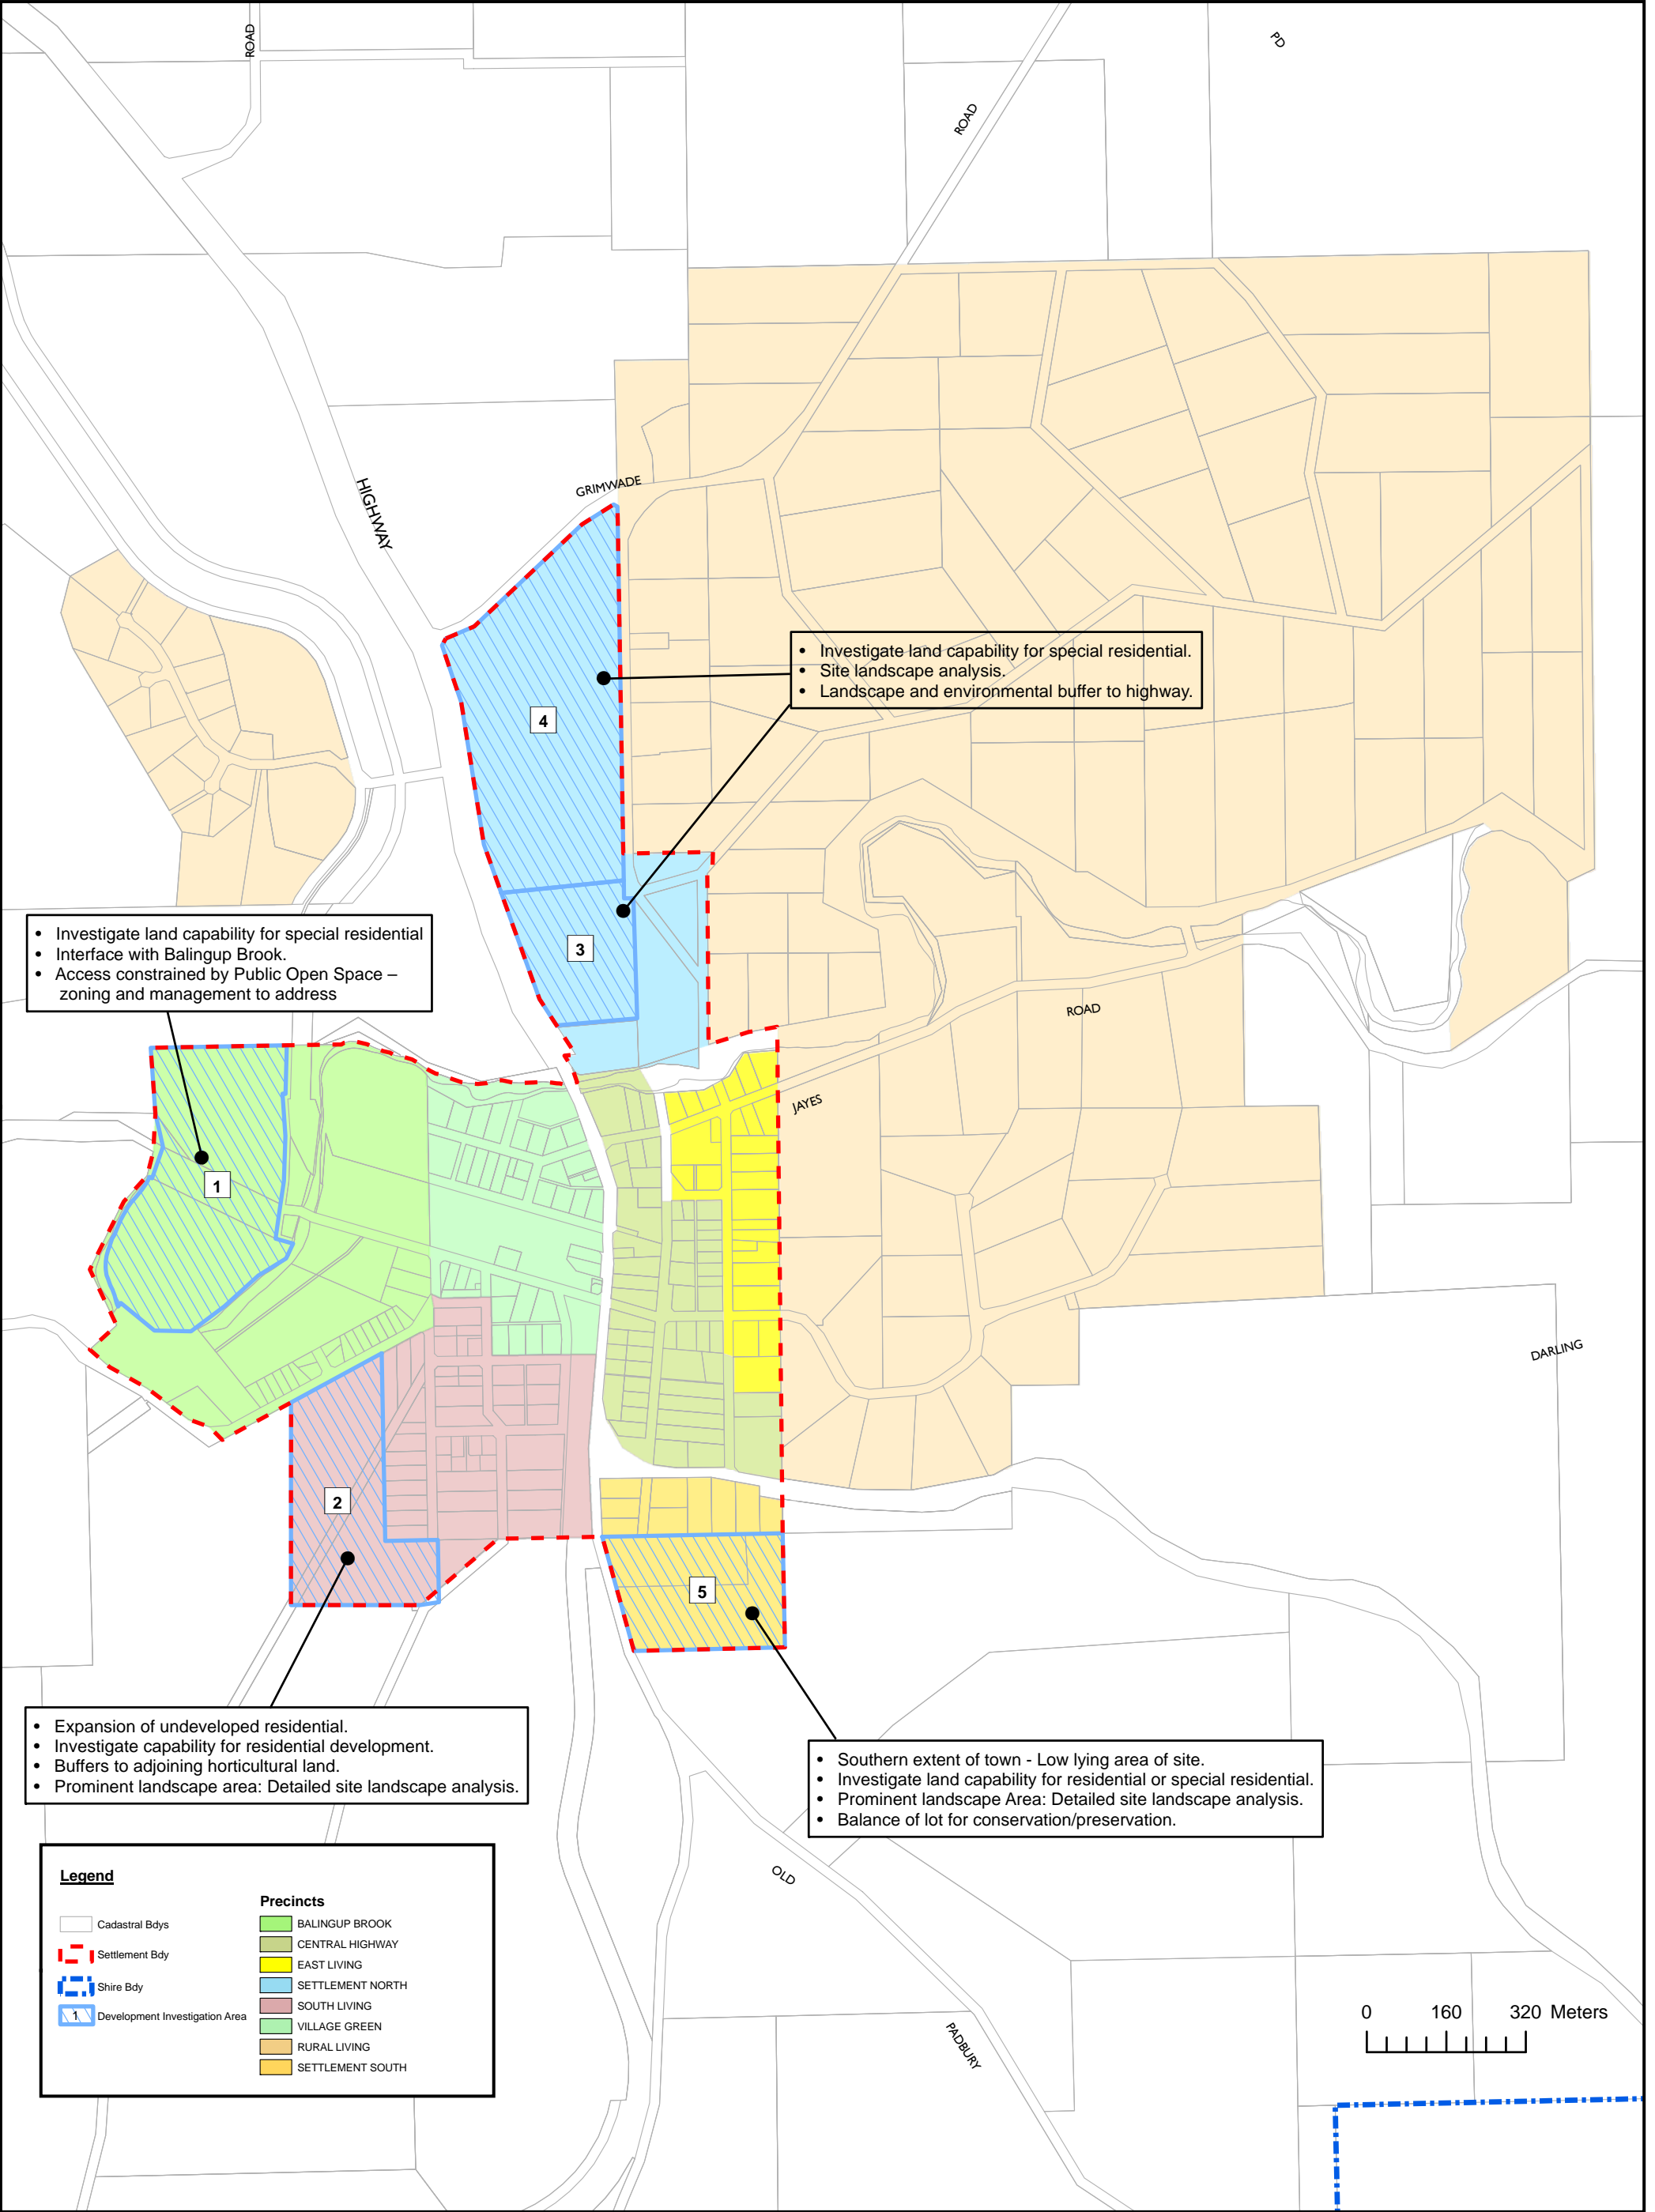 ROAD
PD
ROAD
HIGHWAY
GRIMWADE
• Investigate land capability for special residential.
• Site landscape analysis.
• Landscape and environmental buffer to highway.
4
3
• Investigate land capability for special residential
• Interface with Balingup Brook.
• Access constrained by Public Open Space –
zoning and management to address
ROAD
JAYES
1
DARLING
2
5
• Expansion of undeveloped residential.
• Investigate capability for residential development.
• Buffers to adjoining horticultural land.
• Prominent landscape area: Detailed site landscape analysis.
• Southern extent of town - Low lying area of site.
• Investigate land capability for residential or special residential.
• Prominent landscape Area: Detailed site landscape analysis.
• Balance of lot for conservation/preservation.
OLD
PADBURY
Legend
Cadastral Bdys
Settlement Bdy
Shire Bdy
1 Development Investigation Area
Precincts
BALINGUP BROOK
CENTRAL HIGHWAY
EAST LIVING
SETTLEMENT NORTH
SOUTH LIVING
VILLAGE GREEN
RURAL LIVING
SETTLEMENT SOUTH
0 160 320 Meters